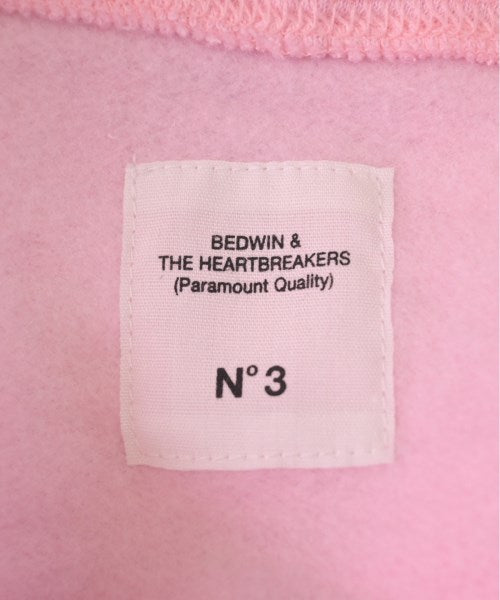 BEDWIN &
THE HEARTBREAKERS
(Paramount Quality)
N° 3